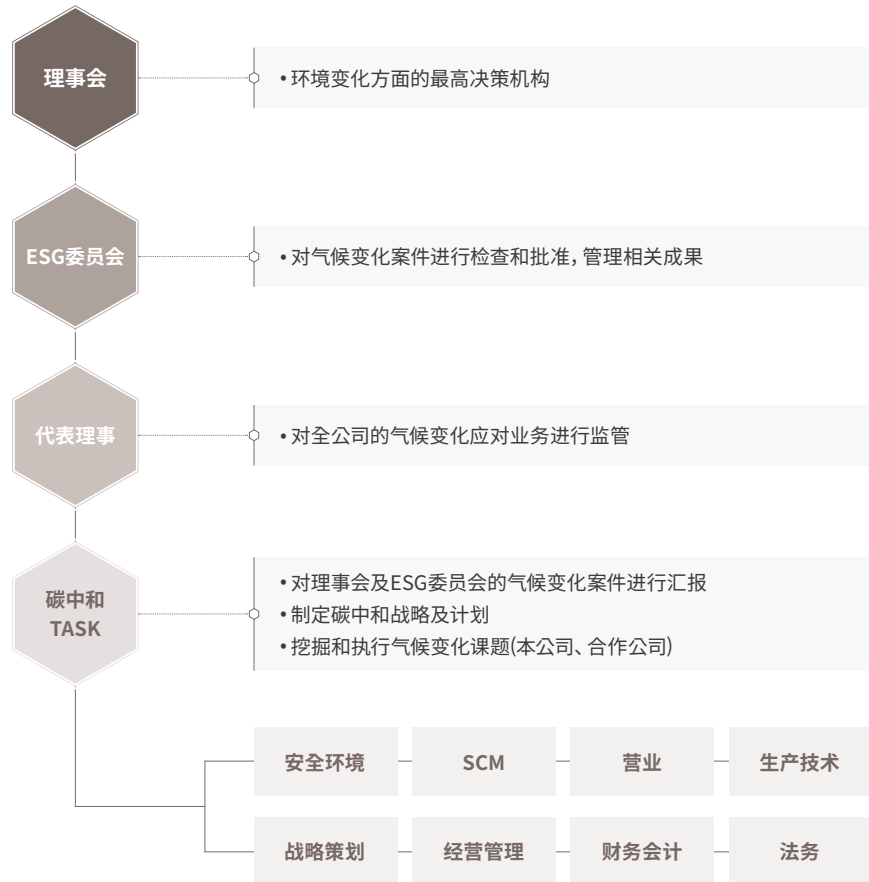 理事会
• 环境变化方面的最高决策机构
ESG委员会
• 对气候变化案件进行检查和批准, 管理相关成果
代表理事
• 对全公司的气候变化应对业务进行监管
碳中和
TASK
• 对理事会及ESG委员会的气候变化案件进行汇报
• 制定碳中和战略及计划
• 挖掘和执行气候变化课题(本公司、合作公司)
安全环境
SCM
营业
生产技术
战略策划
经营管理
财务会计
法务